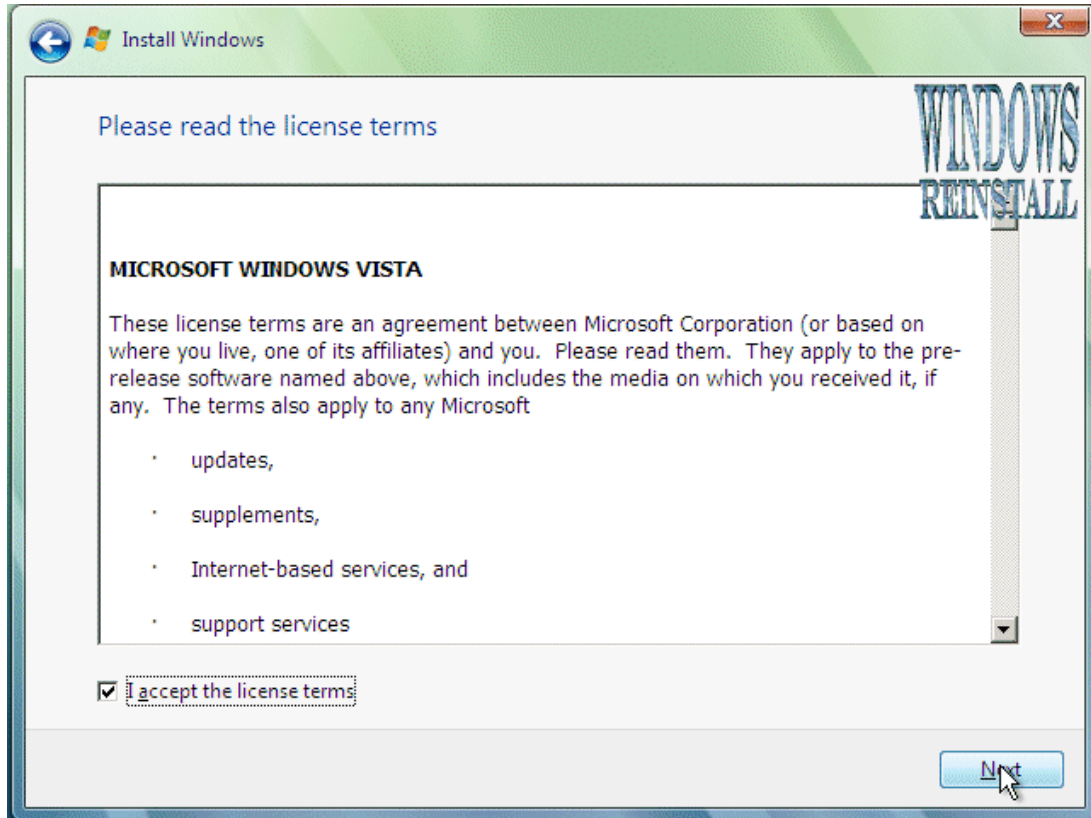 Install Windows
WINDOWS
REINSTALL
Please read the license terms
MICROSOFT WINDOWS VISTA
These license terms are an agreement between Microsoft Corporation (or based on
where you live, one of its affiliates) and you.  Please read them.  They apply to the pre-
release software named above, which includes the media on which you received it, if
any.  The terms also apply to any Microsoft
· updates,
· supplements,
· Internet-based services, and
· support services
I accept the license terms
Next